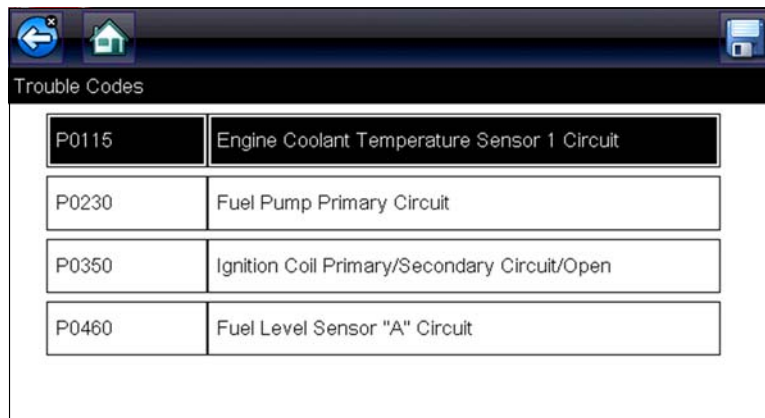 Trouble Codes
P0115 Engine Coolant Temperature Sensor 1 Circuit
P0230 Fuel Pump Primary Circuit
P0350 Ignition Coil Primary/Secondary Circuit/Open
P0460 Fuel Level Sensor "A" Circuit